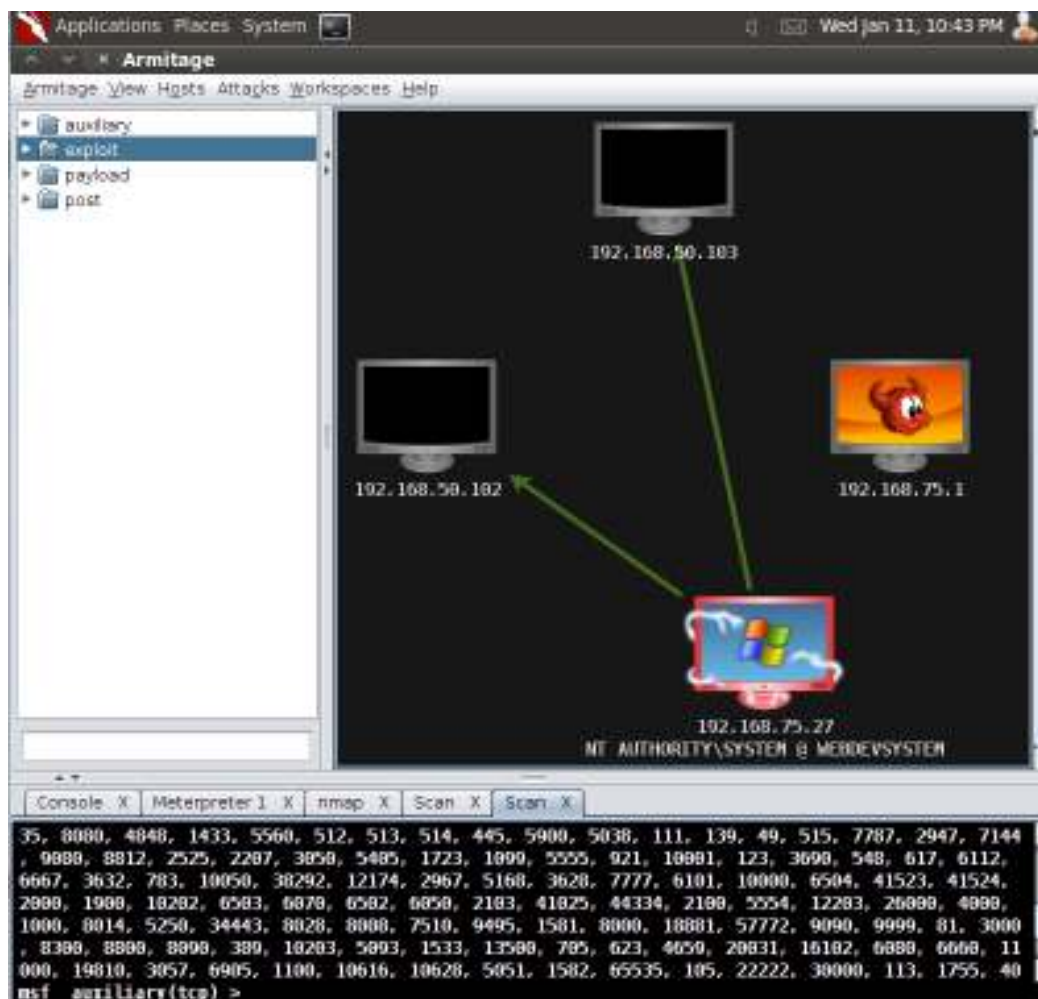 Applications Places System
Wed Jan 11, 10:43 PM
Armitage
Armitage View Hosts Attacks Workspaces Help
auxiliary
exploit
payload
post
192.168.50.103
192.168.50.102
192.168.75.1
192.168.75.27
NT AUTHORITY\SYSTEM @ WEBDEVSYSTEM
Console X Meterpreter 1 X nmap X Scan X Scan X
35, 8080, 4848, 1433, 5560, 512, 513, 514, 445, 5900, 5038, 111, 139, 49, 515, 7787, 2947, 7144
, 9080, 8812, 2525, 2207, 3050, 5405, 1723, 1099, 5555, 921, 10001, 123, 3690, 548, 617, 6112,
6667, 3632, 783, 10050, 38292, 12174, 2967, 5168, 3628, 7777, 6101, 10000, 6504, 41523, 41524,
2000, 1900, 10202, 6503, 6070, 6502, 6050, 2103, 41025, 44334, 2100, 5554, 12203, 26000, 4000,
1000, 8014, 5250, 34443, 8028, 8008, 7510, 9495, 1581, 8000, 18881, 57772, 9090, 9999, 81, 3000
, 8300, 8800, 8090, 389, 10203, 5093, 1533, 13500, 705, 623, 4659, 20031, 16102, 6080, 6660, 11
000, 19810, 3057, 6905, 1100, 10616, 10628, 5051, 1582, 65535, 105, 22222, 30000, 113, 1755, 40
msf auxiliary(tcp) >